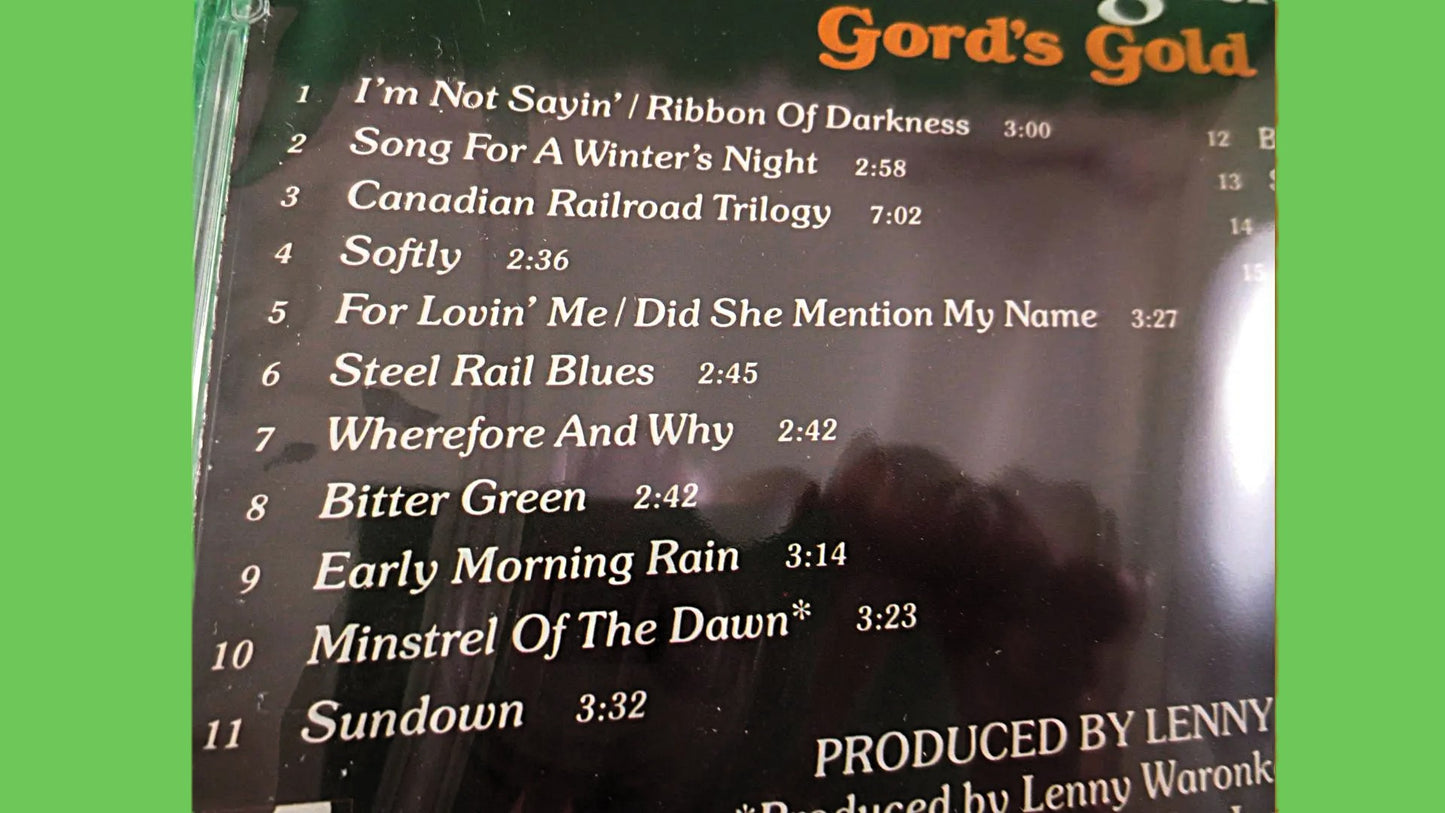 Gord's Gold
1 I'm Not Sayin' / Ribbon Of Darkness 3:00
2 Song For A Winter's Night 2:58
3 Canadian Railroad Trilogy 7:02
4 Softly 2:36
5 For Lovin' Me / Did She Mention My Name 3:27
6 Steel Rail Blues 2:45
7 Wherefore And Why 2:42
8 Bitter Green 2:42
9 Early Morning Rain 3:14
10 Minstrel Of The Dawn* 3:23
11 Sundown 3:32
12 B
13
14
15
PRODUCED BY LENNY
*Produced by Lenny Waronk